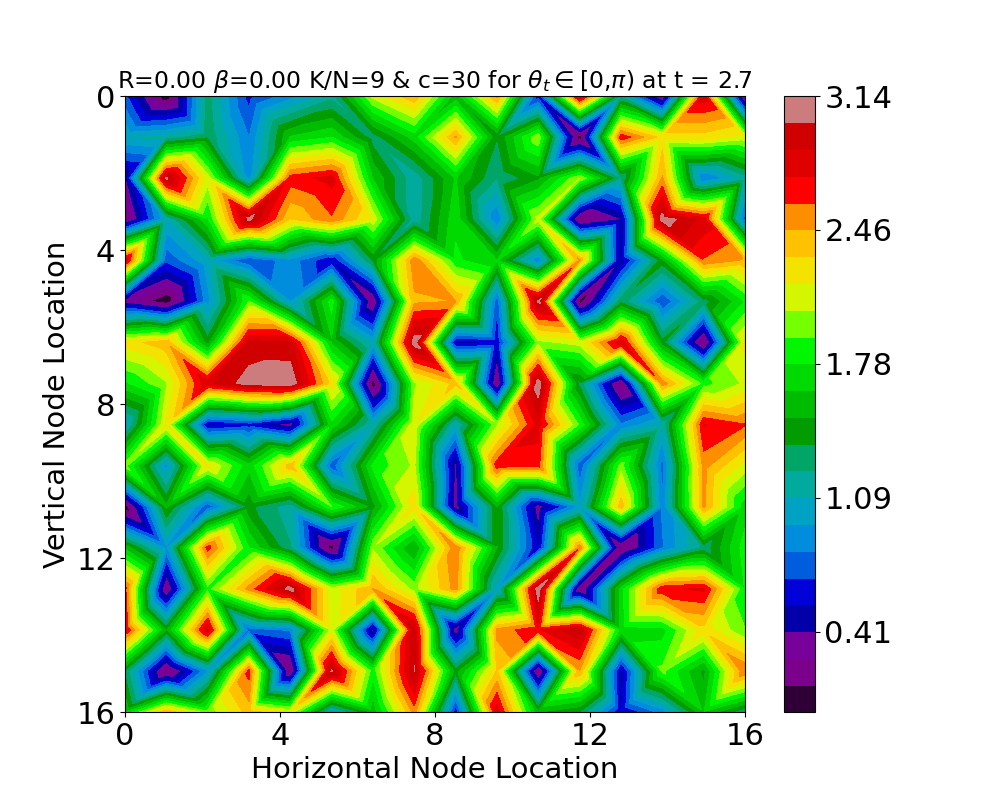 R=0.00 β=0.00 K/N=9 & c=30 for θₜ ∈ [0,π) at t = 2.7
0
4
8
12
16
Vertical Node Location
0 4 8 12 16
Horizontal Node Location
3.14
2.46
1.78
1.09
0.41